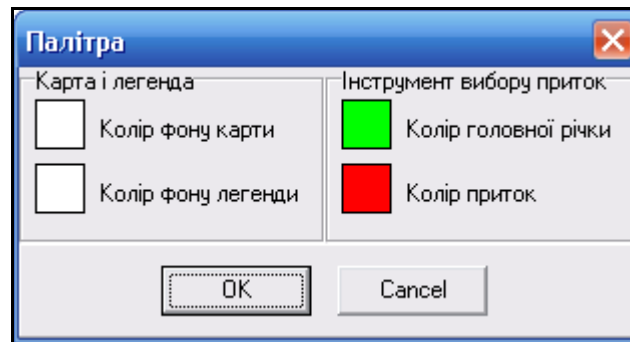 Палітра
Карта і легенда
Колір фону карти
Колір фону легенди
Інструмент вибору приток
Колір головної річки
Колір приток
OK
Cancel